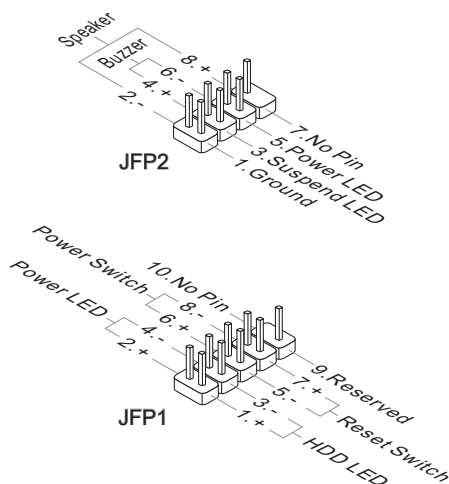 Speaker
Buzzer
8.+
6.-
4.+
2.-
7.No Pin
5.Power LED
3.Suspend LED
1.Ground
JFP2
Power Switch
Power LED
10.No Pin
8.-
6.+
4.-
2.+
9.Reserved
7.+
5.-
3.-
1.+
Reset Switch
HDD LED
JFP1